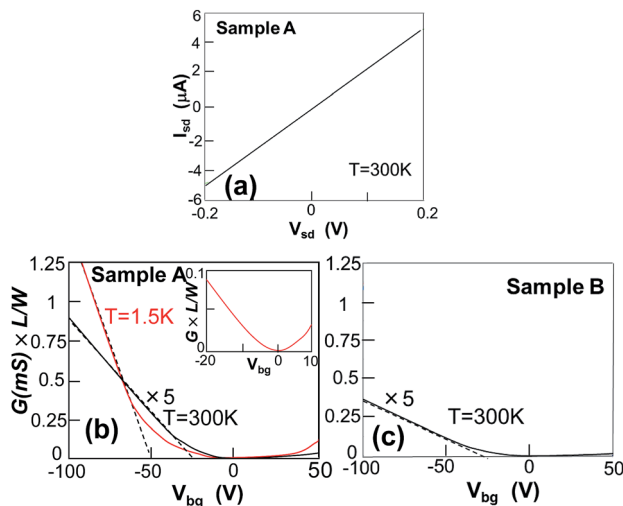 Sample A
6
4
2
0
-2
-4
-6
I_sd (μA)
T=300K
(a)
-0.2
0
0.2
V_sd (V)
1.25
1
0.75
0.5
0.25
0
G(mS) × L/W
Sample A
T=1.5K
× 5
T=300K
(b)
-100
-50
0
50
V_bg (V)
0.1
0
G × L/W
-20
0
10
V_bg
1.25
1
0.75
0.5
0.25
0
Sample B
× 5
T=300K
(c)
-100
-50
0
50
V_bg (V)